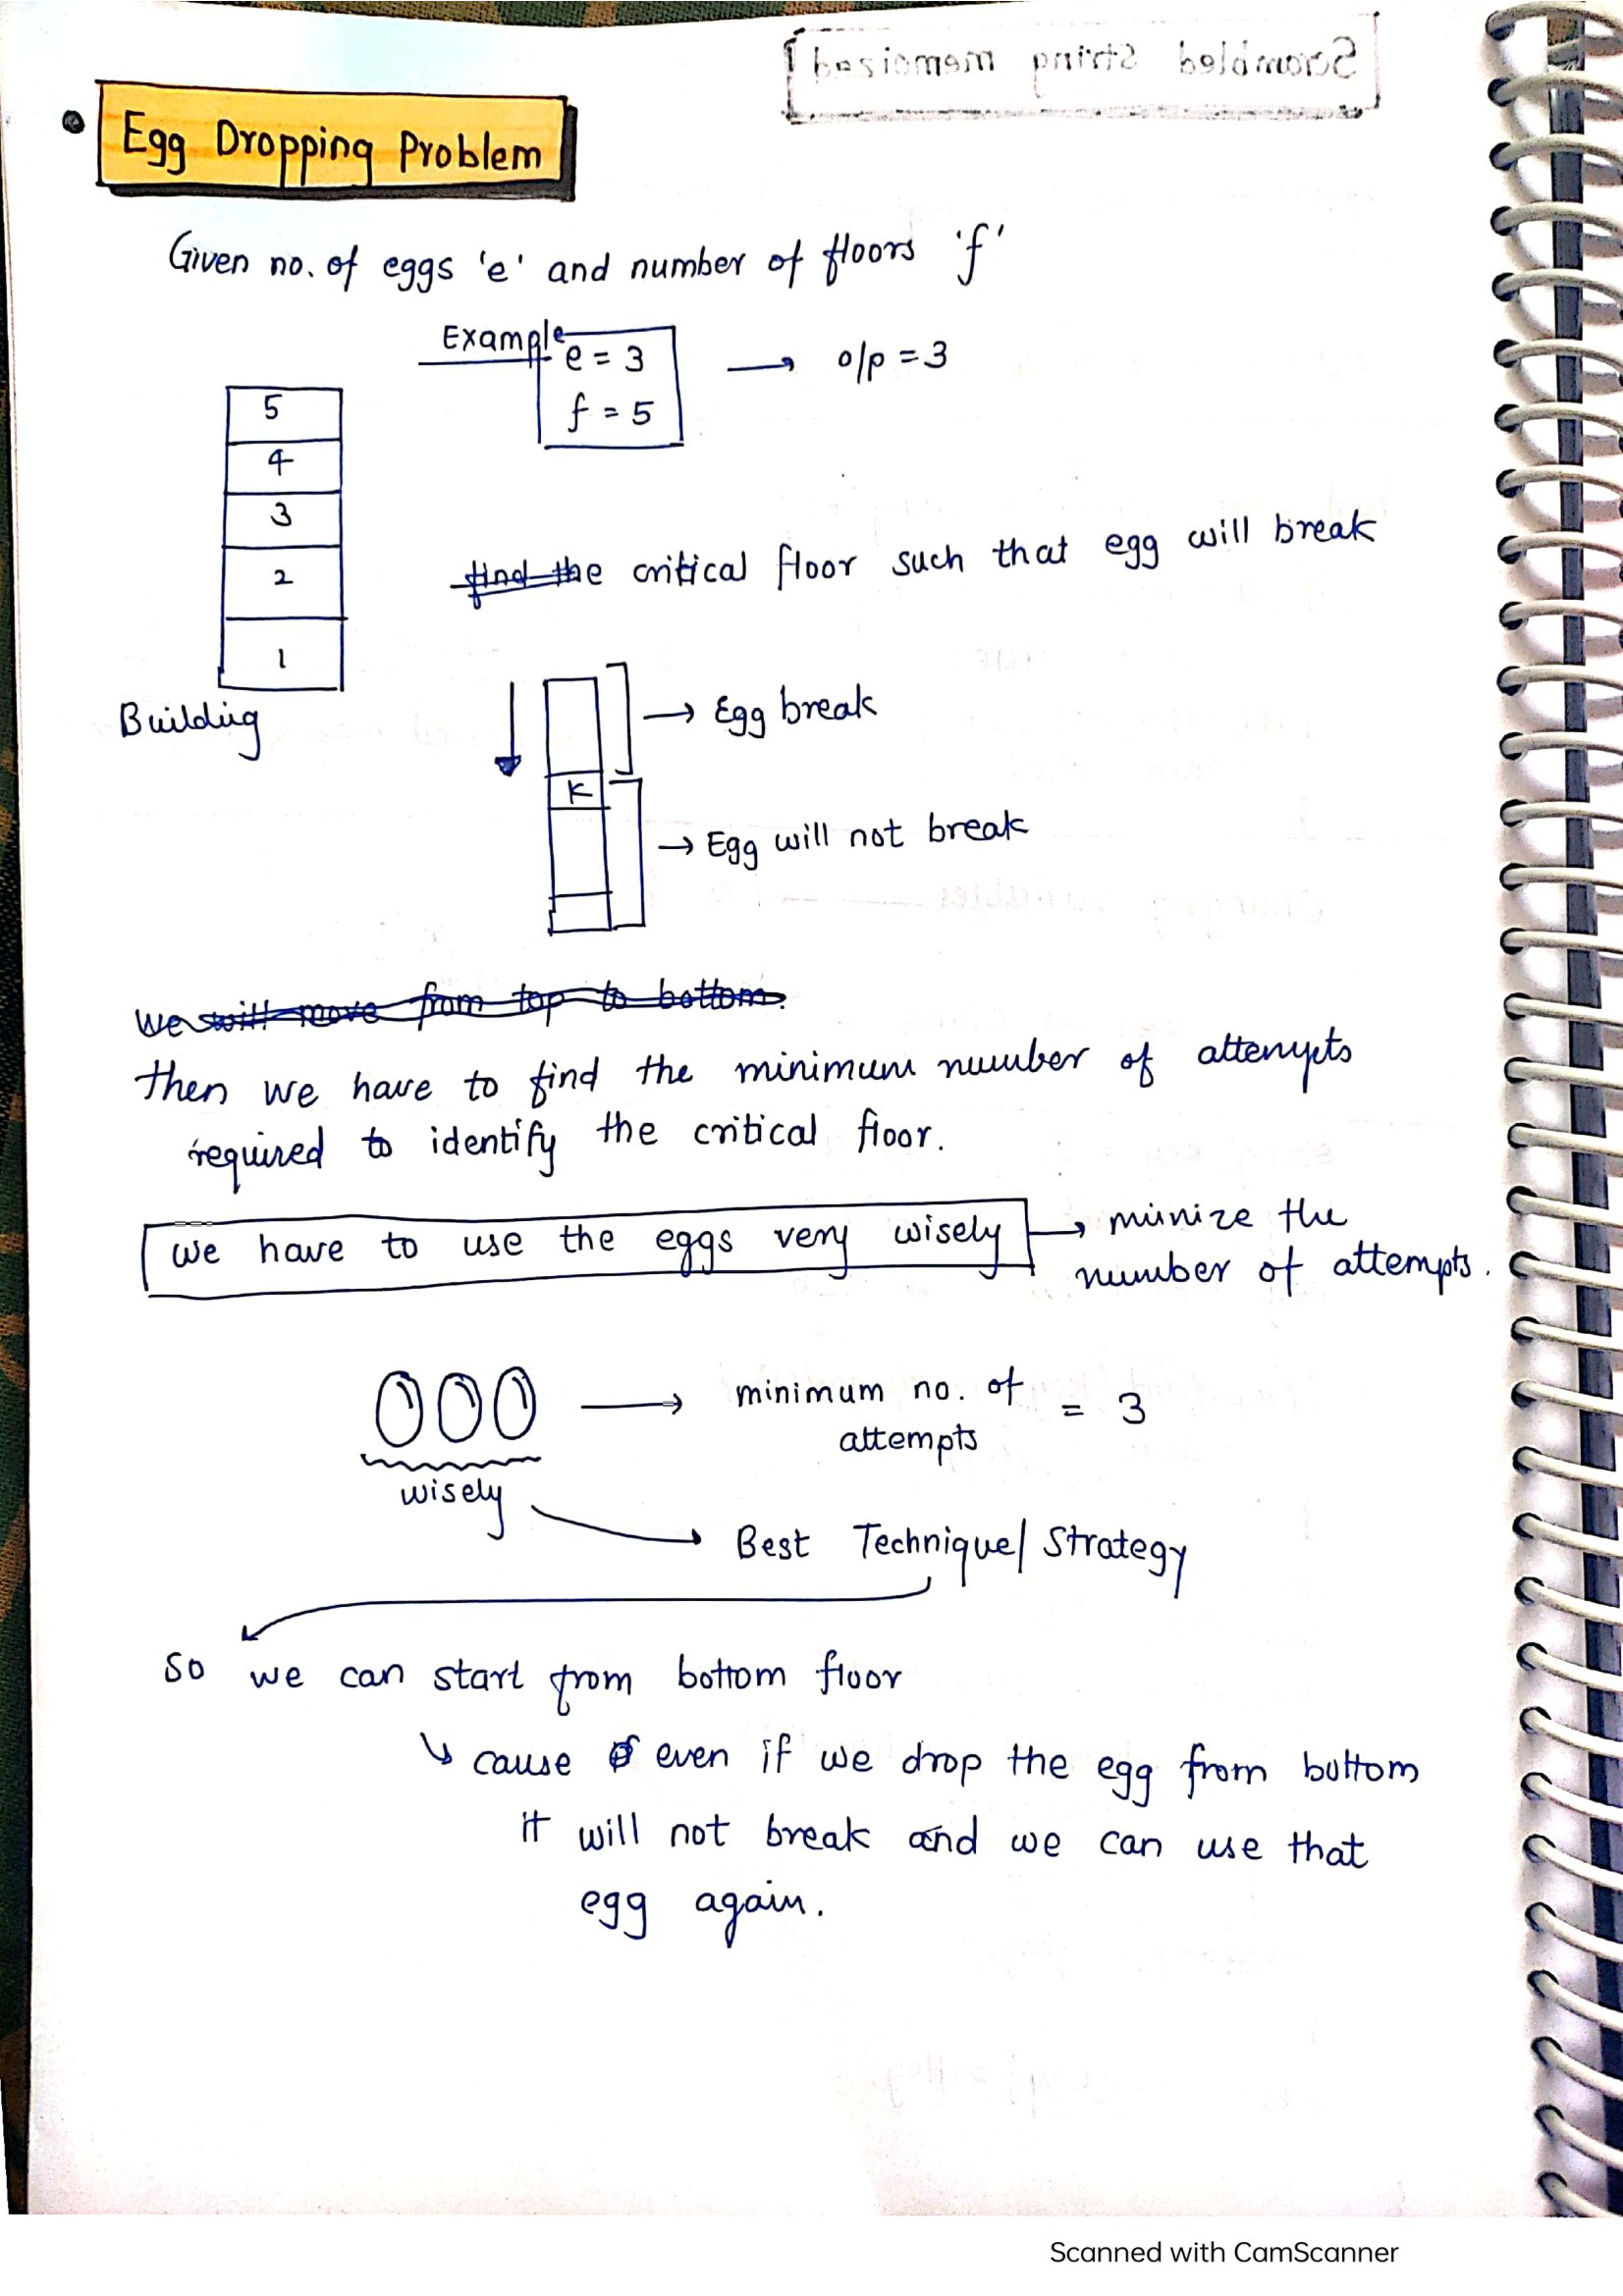 Scrambled String memoized
Egg Dropping Problem
Given no. of eggs 'e' and number of floors 'f'
Example
e = 3 → o/p = 3
f = 5
5
4
3
2
1
Building
find the critical floor such that egg will break
→ Egg break
K
→ Egg will not break
We will move from top to bottom.
Then we have to find the minimum number of attempts
required to identify the critical floor.
we have to use the eggs very wisely → minize the
number of attempts.
→ minimum no. of
attempts = 3
wisely
Best Technique/ Strategy
So we can start from bottom floor
↳ cause even if we drop the egg from bottom
it will not break and we can use that
egg again.
Scanned with CamScanner